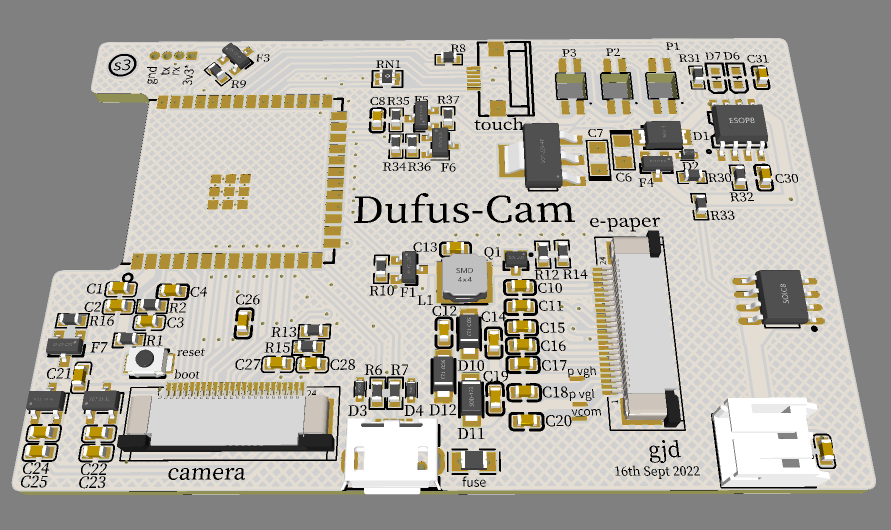 s3
gnd
tx
rx*
3v3*
F3
R9
RN1
R8
touch
P3
P2
P1
R31
D7
D6
C31
C8
R35
F5
R37
R34
R36
F6
C7
C6
F4
D1
D2
R30
ESOP8
R32
C30
R33
Dufus-Cam
e-paper
C13
Q1
R12
R14
R10
F1
L1
SMD
4x4
24
SOIC8
C1
C4
C2
R2
R16
C3
R1
F7
C21
reset
boot
C26
R13
R15
C27
C28
C12
C14
C10
C11
C15
C16
C17
D10
C19
C18
C20
p vgh
p vgl
vcom
R6
R7
D3
D4
D12
D11
24
camera
C24
C25
C22
C23
fuse
gjd
16th Sept 2022